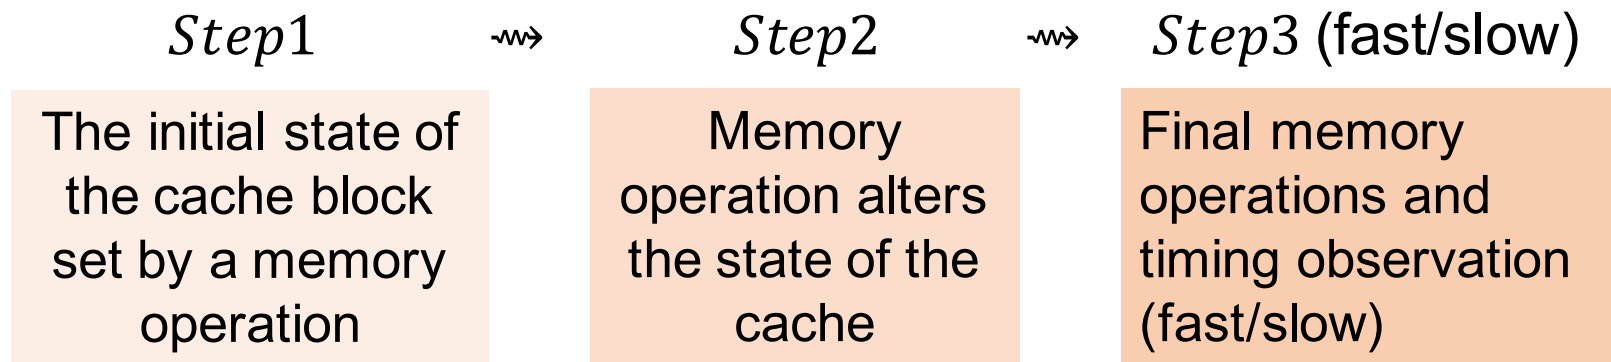 Step1 ⇝ Step2 ⇝ Step3 (fast/slow)
The initial state of
the cache block
set by a memory
operation
Memory
operation alters
the state of the
cache
Final memory
operations and
timing observation
(fast/slow)